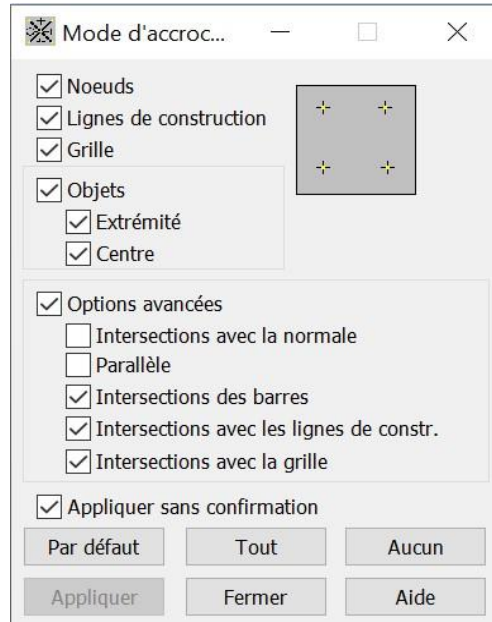 Mode d'accroc...
Noeuds
Lignes de construction
Grille
Objets
Extrémité
Centre
Options avancées
Intersections avec la normale
Parallèle
Intersections des barres
Intersections avec les lignes de constr.
Intersections avec la grille
Appliquer sans confirmation
Par défaut Tout Aucun
Appliquer Fermer Aide